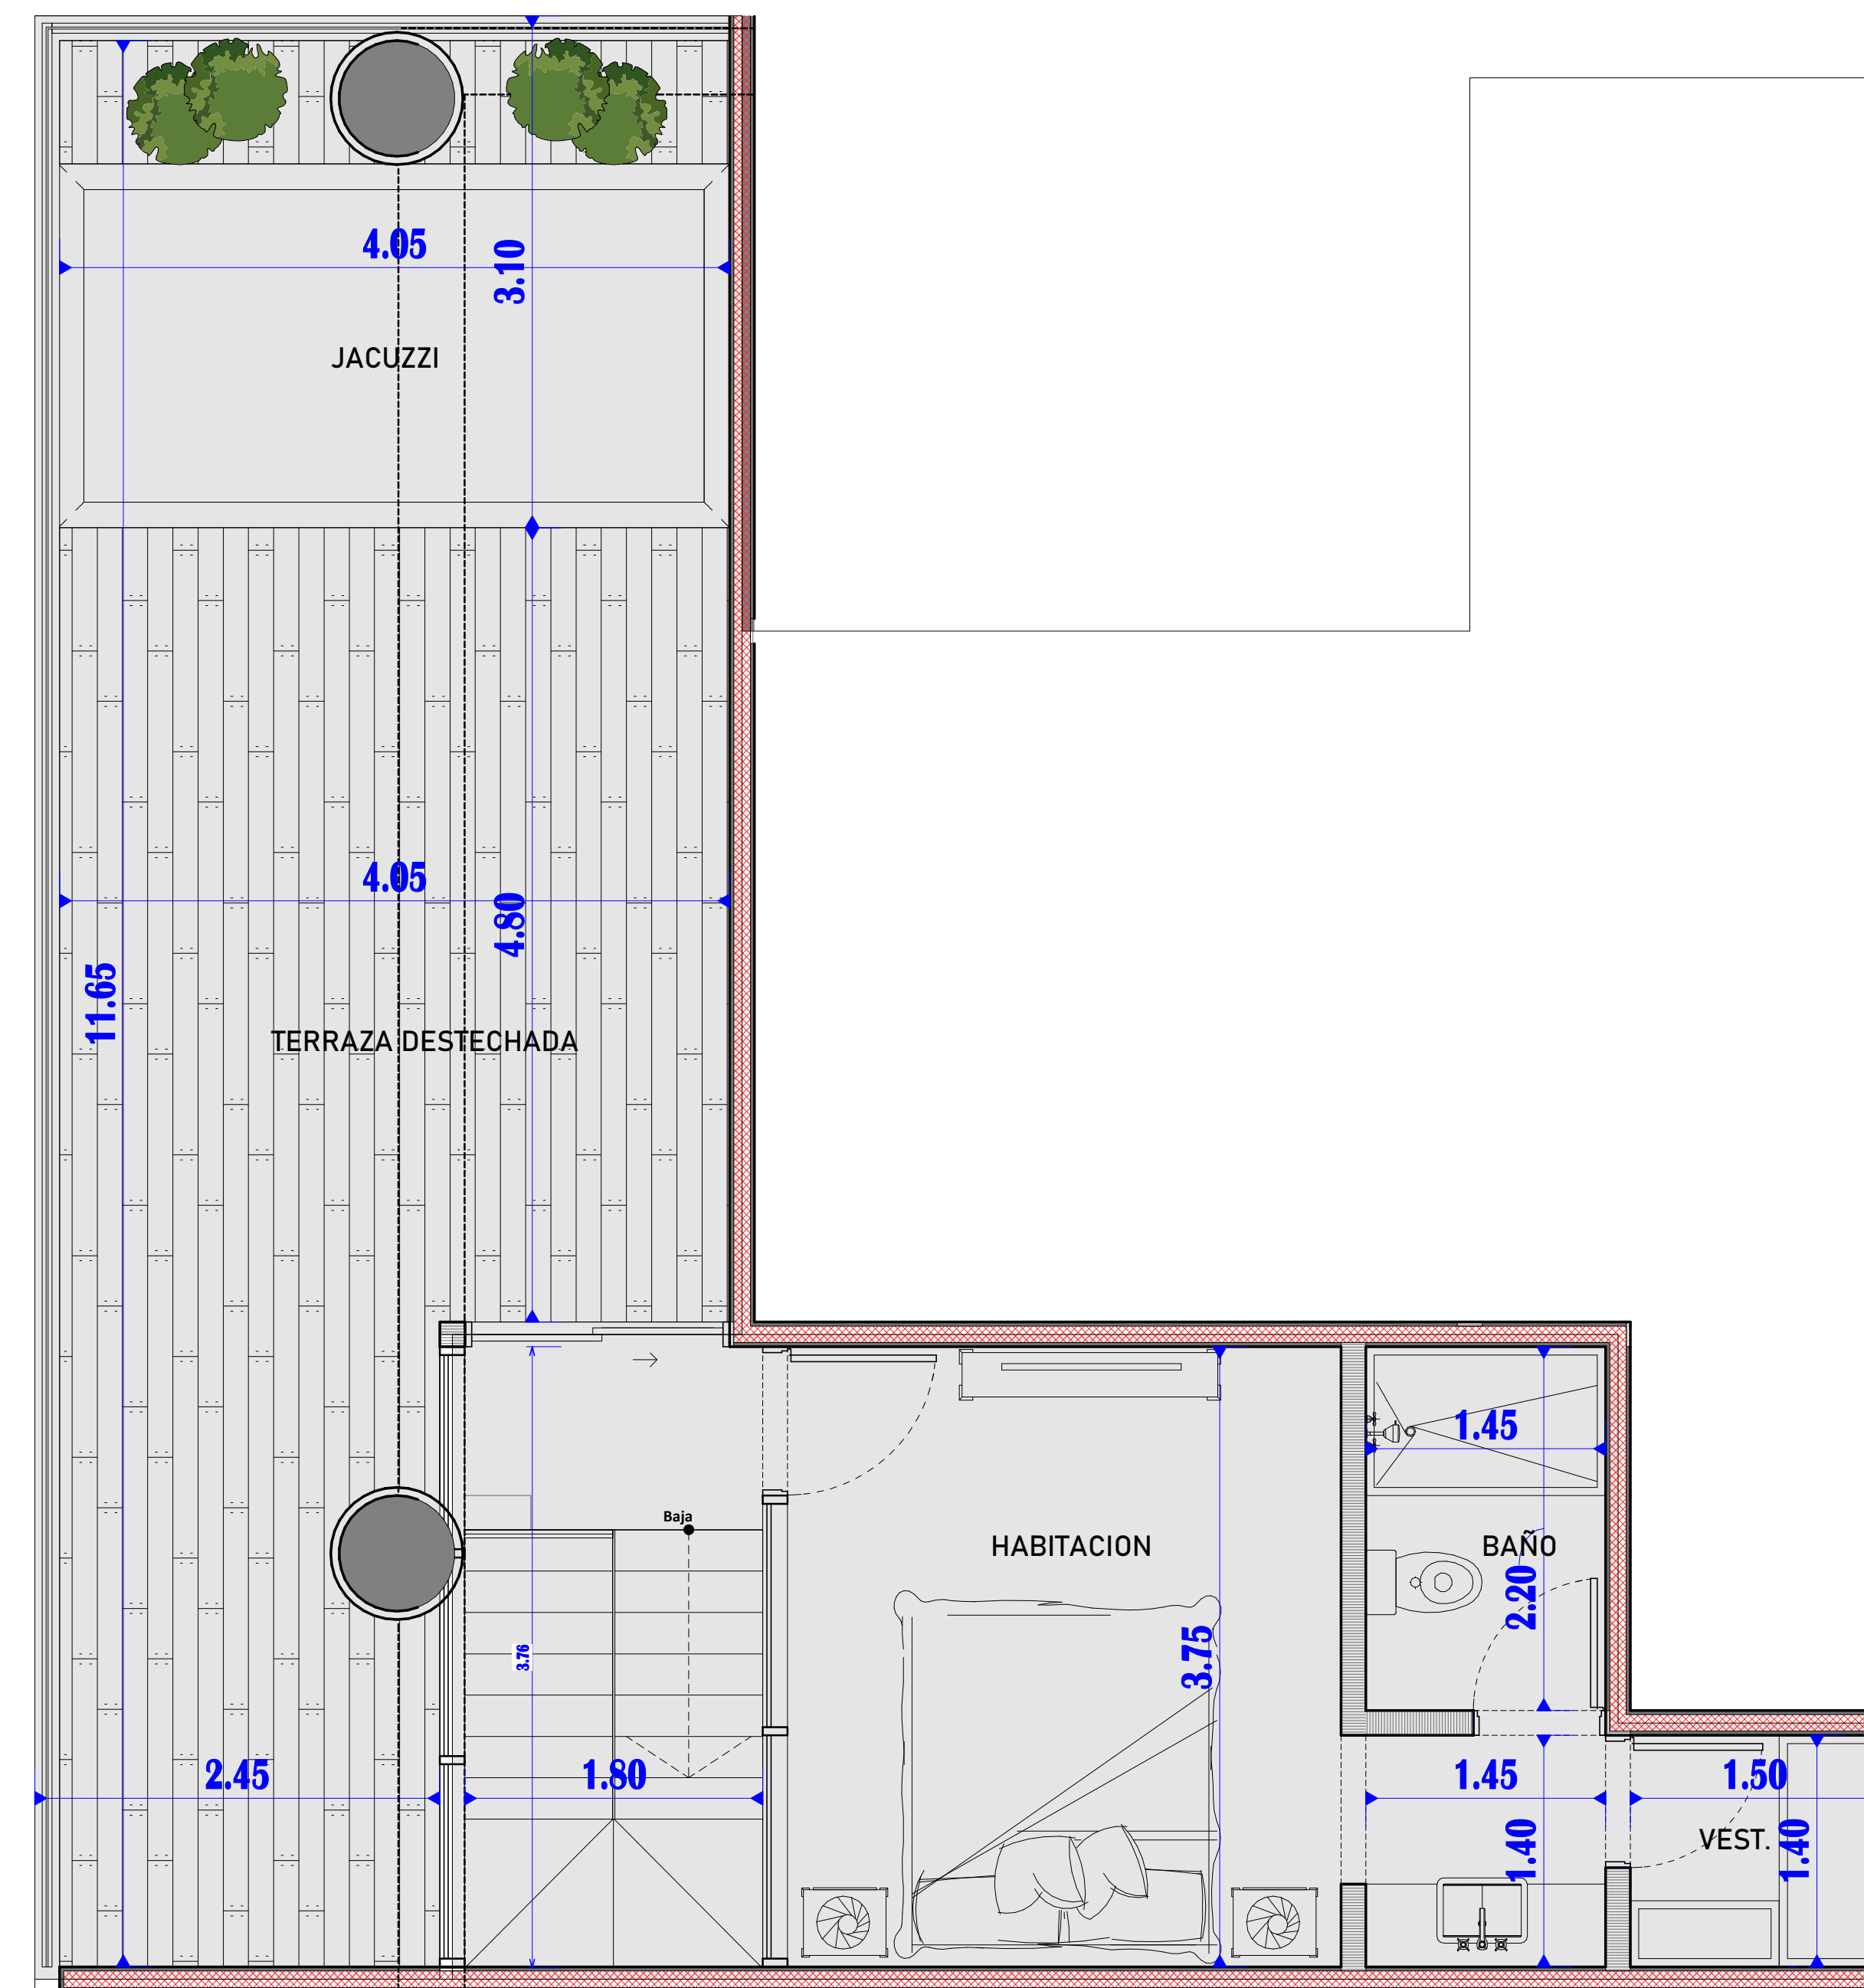 4.05
3.10
JACUZZI
4.05
4.80
11.65
TERRAZA DESTECHADA
1.45
Baja
HABITACION
BAÑO
2.20
3.75
3.76
2.45
1.80
1.45
1.50
1.40
VEST.
1.40